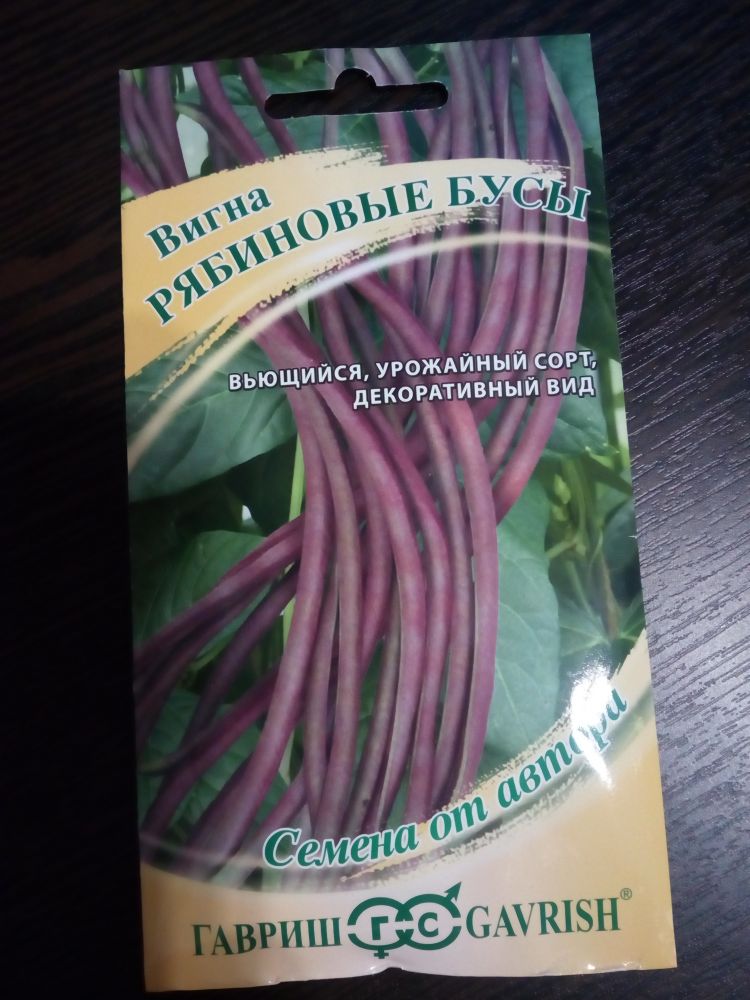 Вигна
РЯБИНОВЫЕ БУСЫ
ВЬЮЩИЙСЯ, УРОЖАЙНЫЙ СОРТ,
ДЕКОРАТИВНЫЙ ВИД
Семена от автора
ГАВРИШ ГС GAVRISH®